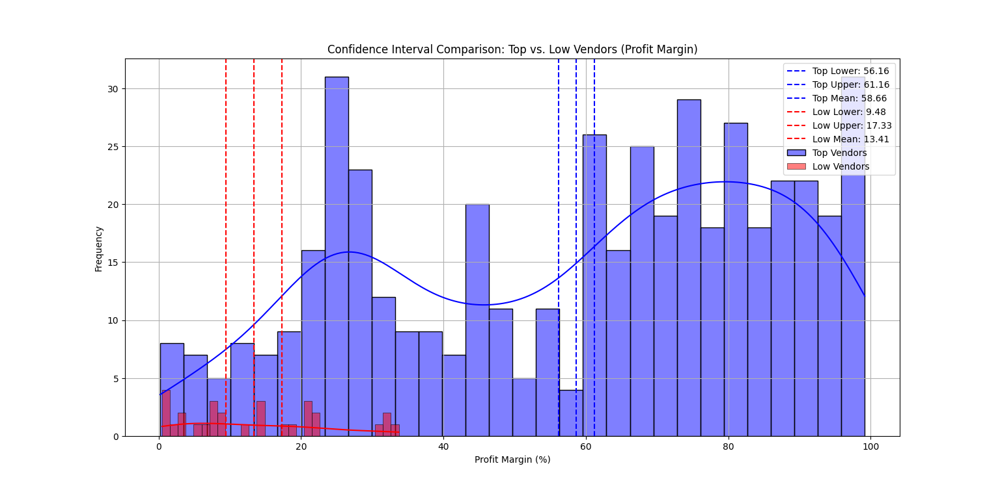 Confidence Interval Comparison: Top vs. Low Vendors (Profit Margin)
Top Lower: 56.16
Top Upper: 61.16
Top Mean: 58.66
Low Lower: 9.48
Low Upper: 17.33
Low Mean: 13.41
Top Vendors
Low Vendors
Frequency
30
25
20
15
10
5
0
0 20 40 60 80 100
Profit Margin (%)